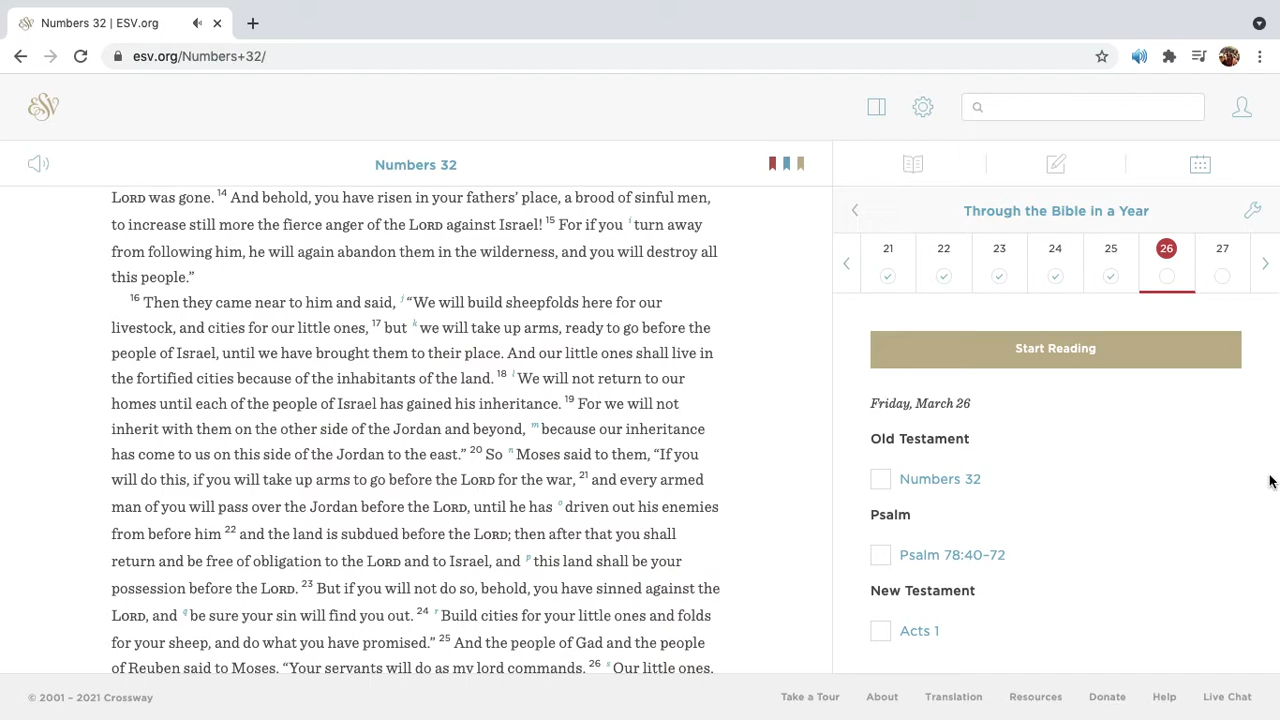 Numbers 32 | ESV.org
esv.org/Numbers+32/
ESV
Numbers 32
LORD was gone. 14 And behold, you have risen in your fathers’ place, a brood of sinful men,
to increase still more the fierce anger of the LORD against Israel! 15 For if you i turn away
from following him, he will again abandon them in the wilderness, and you will destroy all
this people.”
16 Then they came near to him and said, j “We will build sheepfolds here for our
livestock, and cities for our little ones, 17 but k we will take up arms, ready to go before the
people of Israel, until we have brought them to their place. And our little ones shall live in
the fortified cities because of the inhabitants of the land. 18 l We will not return to our
homes until each of the people of Israel has gained his inheritance. 19 For we will not
inherit with them on the other side of the Jordan and beyond, m because our inheritance
has come to us on this side of the Jordan to the east.” 20 So n Moses said to them, “If you
will do this, if you will take up arms to go before the LORD for the war, 21 and every armed
man of you will pass over the Jordan before the LORD, until he has o driven out his enemies
from before him 22 and the land is subdued before the LORD; then after that you shall
return and be free of obligation to the LORD and to Israel, and p this land shall be your
possession before the LORD. 23 But if you will not do so, behold, you have sinned against the
LORD, and q be sure your sin will find you out. 24 r Build cities for your little ones and folds
for your sheep, and do what you have promised.” 25 And the people of Gad and the people
of Reuben said to Moses, “Your servants will do as my lord commands. 26 s Our little ones,
Through the Bible in a Year
21 22 23 24 25 26 27
Start Reading
Friday, March 26
Old Testament
Numbers 32
Psalm
Psalm 78:40–72
New Testament
Acts 1
© 2001 – 2021 Crossway
Take a Tour About Translation Resources Donate Help Live Chat